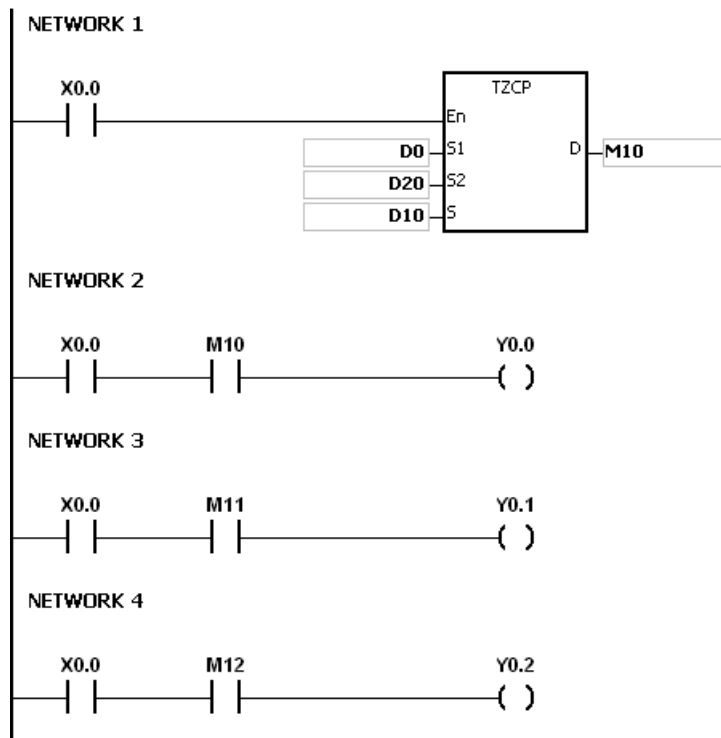 NETWORK 1
X0.0
TZCP
En
D0 S1 D M10
D20 S2
D10 S
NETWORK 2
X0.0 M10 Y0.0
NETWORK 3
X0.0 M11 Y0.1
NETWORK 4
X0.0 M12 Y0.2